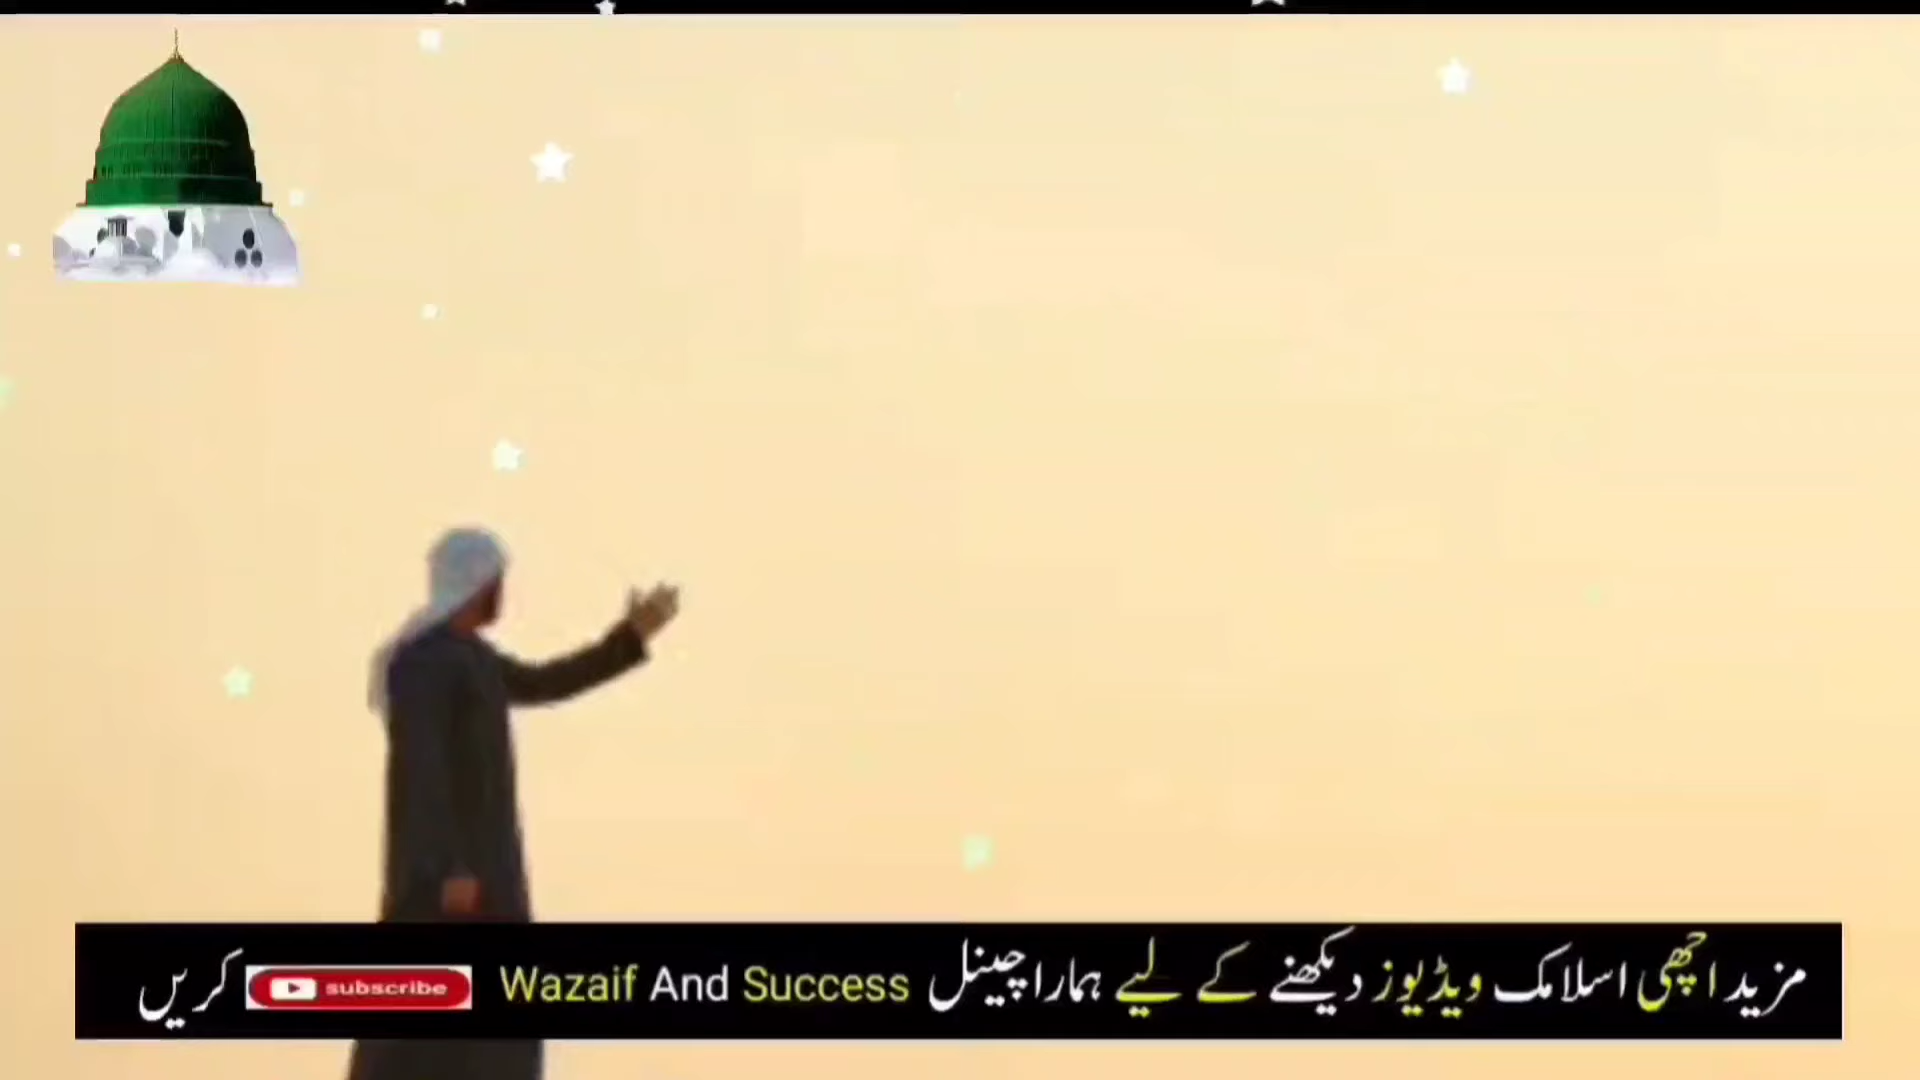 مزید اچھی اسلامک ویڈیوز دیکھنے کے لیے ہمارا چینل Wazaif And Success subscribe کریں